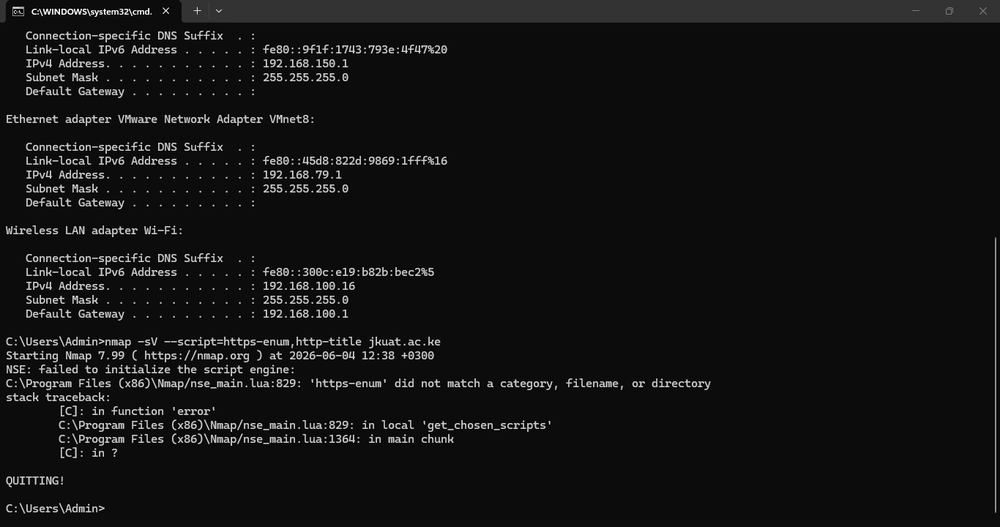 C:\WINDOWS\system32\cmd.
Connection-specific DNS Suffix  . :
Link-local IPv6 Address . . . . . : fe80::9f1f:1743:793e:4f47%20
IPv4 Address. . . . . . . . . . . : 192.168.150.1
Subnet Mask . . . . . . . . . . . : 255.255.255.0
Default Gateway . . . . . . . . . :
Ethernet adapter VMware Network Adapter VMnet8:
Connection-specific DNS Suffix  . :
Link-local IPv6 Address . . . . . : fe80::45d8:822d:9869:1fff%16
IPv4 Address. . . . . . . . . . . : 192.168.79.1
Subnet Mask . . . . . . . . . . . : 255.255.255.0
Default Gateway . . . . . . . . . :
Wireless LAN adapter Wi-Fi:
Connection-specific DNS Suffix  . :
Link-local IPv6 Address . . . . . : fe80::300c:e19:b82b:bec2%5
IPv4 Address. . . . . . . . . . . : 192.168.100.16
Subnet Mask . . . . . . . . . . . : 255.255.255.0
Default Gateway . . . . . . . . . : 192.168.100.1
C:\Users\Admin>nmap -sV --script=https-enum,http-title jkuat.ac.ke
Starting Nmap 7.99 ( https://nmap.org ) at 2026-06-04 12:38 +0300
NSE: failed to initialize the script engine:
C:\Program Files (x86)\Nmap/nse_main.lua:829: 'https-enum' did not match a category, filename, or directory
stack traceback:
[C]: in function 'error'
C:\Program Files (x86)\Nmap/nse_main.lua:829: in local 'get_chosen_scripts'
C:\Program Files (x86)\Nmap/nse_main.lua:1364: in main chunk
[C]: in ?
QUITTING!
C:\Users\Admin>